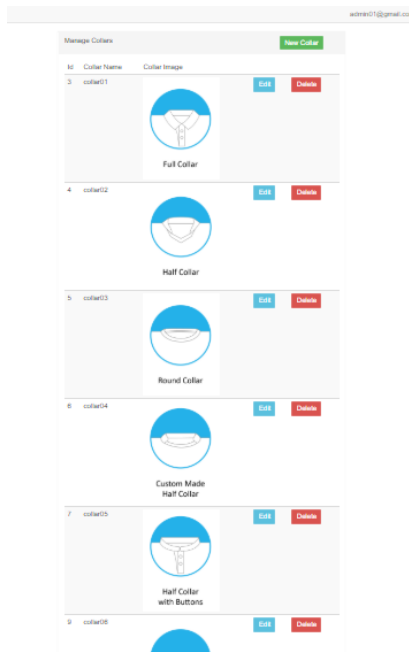 admin01@gmail.co
Manage Collars
New Collar
Id Collar Name Collar Image
3 collar01 Edit Delete
Full Collar
4 collar02 Edit Delete
Half Collar
5 collar03 Edit Delete
Round Collar
6 collar04 Edit Delete
Custom Made
Half Collar
7 collar05 Edit Delete
Half Collar
with Buttons
9 collar06 Edit Delete